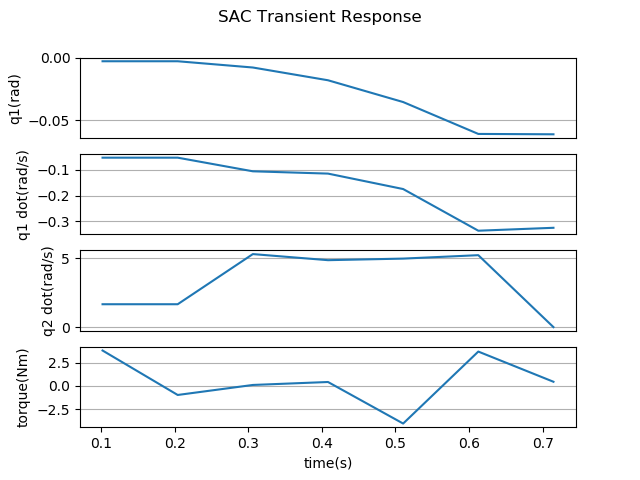 SAC Transient Response
q1(rad)
0.00
−0.05
q1 dot(rad/s)
−0.1
−0.2
−0.3
q2 dot(rad/s)
5
0
torque(Nm)
2.5
0.0
−2.5
0.1 0.2 0.3 0.4 0.5 0.6 0.7
time(s)